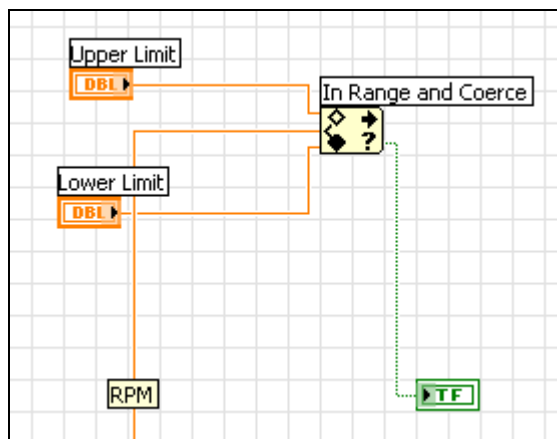 Upper Limit
DBL
In Range and Coerce
?
Lower Limit
DBL
RPM
TF